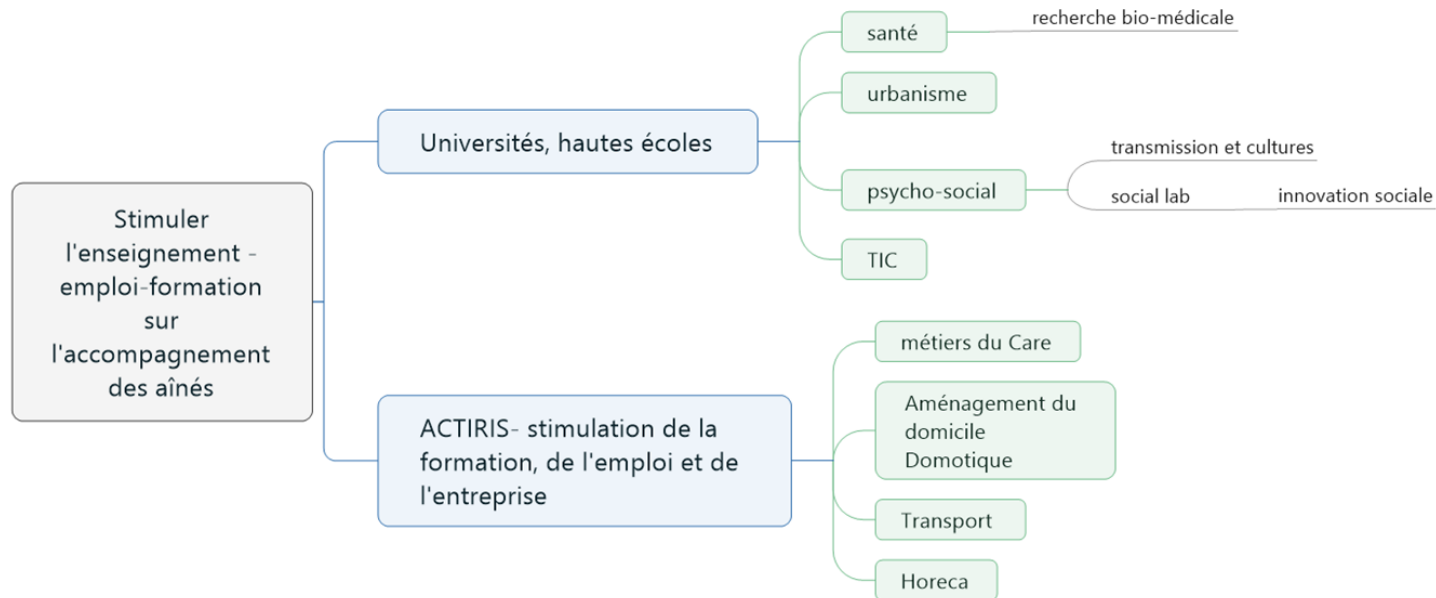 Stimuler
l'enseignement -
emploi-formation
sur
l'accompagnement
des aînés
Universités, hautes écoles
santé
recherche bio-médicale
urbanisme
psycho-social
transmission et cultures
social lab
innovation sociale
TIC
ACTIRIS- stimulation de la
formation, de l'emploi et de
l'entreprise
métiers du Care
Aménagement du
domicile
Domotique
Transport
Horeca